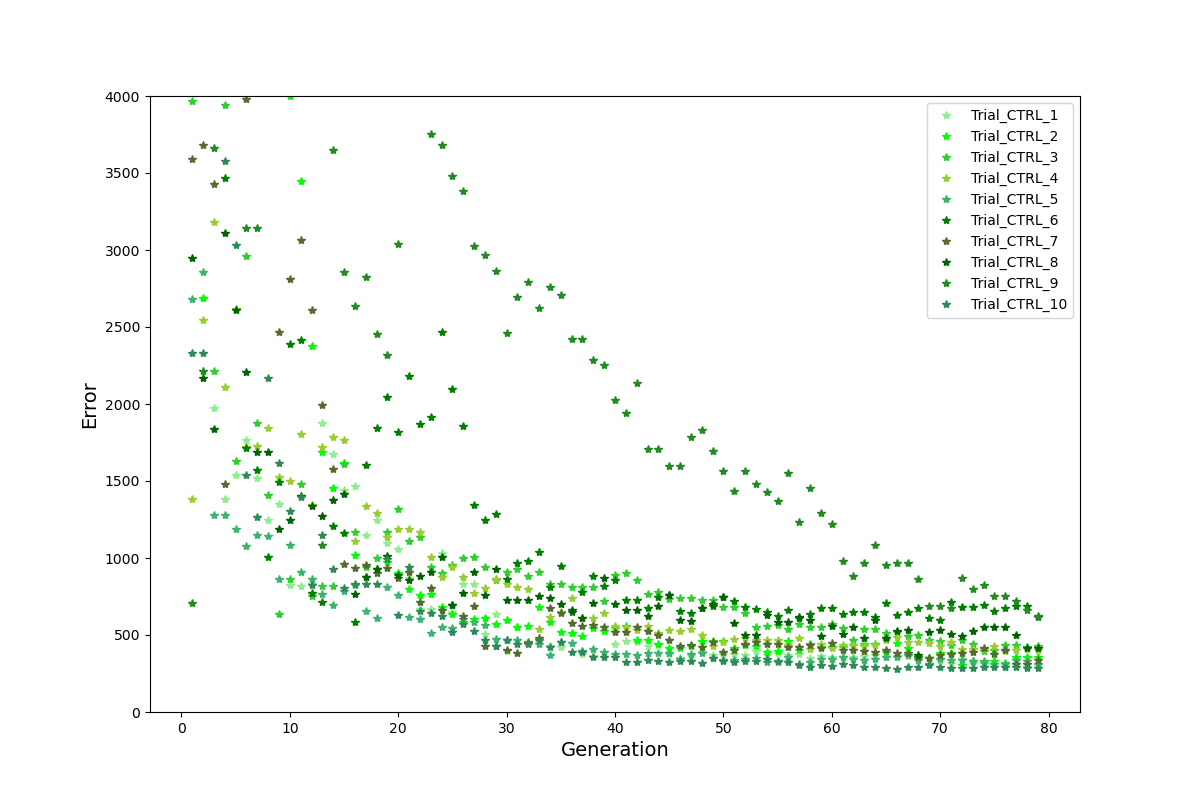 4000
3500
3000
2500
2000
1500
1000
500
0
Error
0 10 20 30 40 50 60 70 80
Generation
Trial_CTRL_1
Trial_CTRL_2
Trial_CTRL_3
Trial_CTRL_4
Trial_CTRL_5
Trial_CTRL_6
Trial_CTRL_7
Trial_CTRL_8
Trial_CTRL_9
Trial_CTRL_10